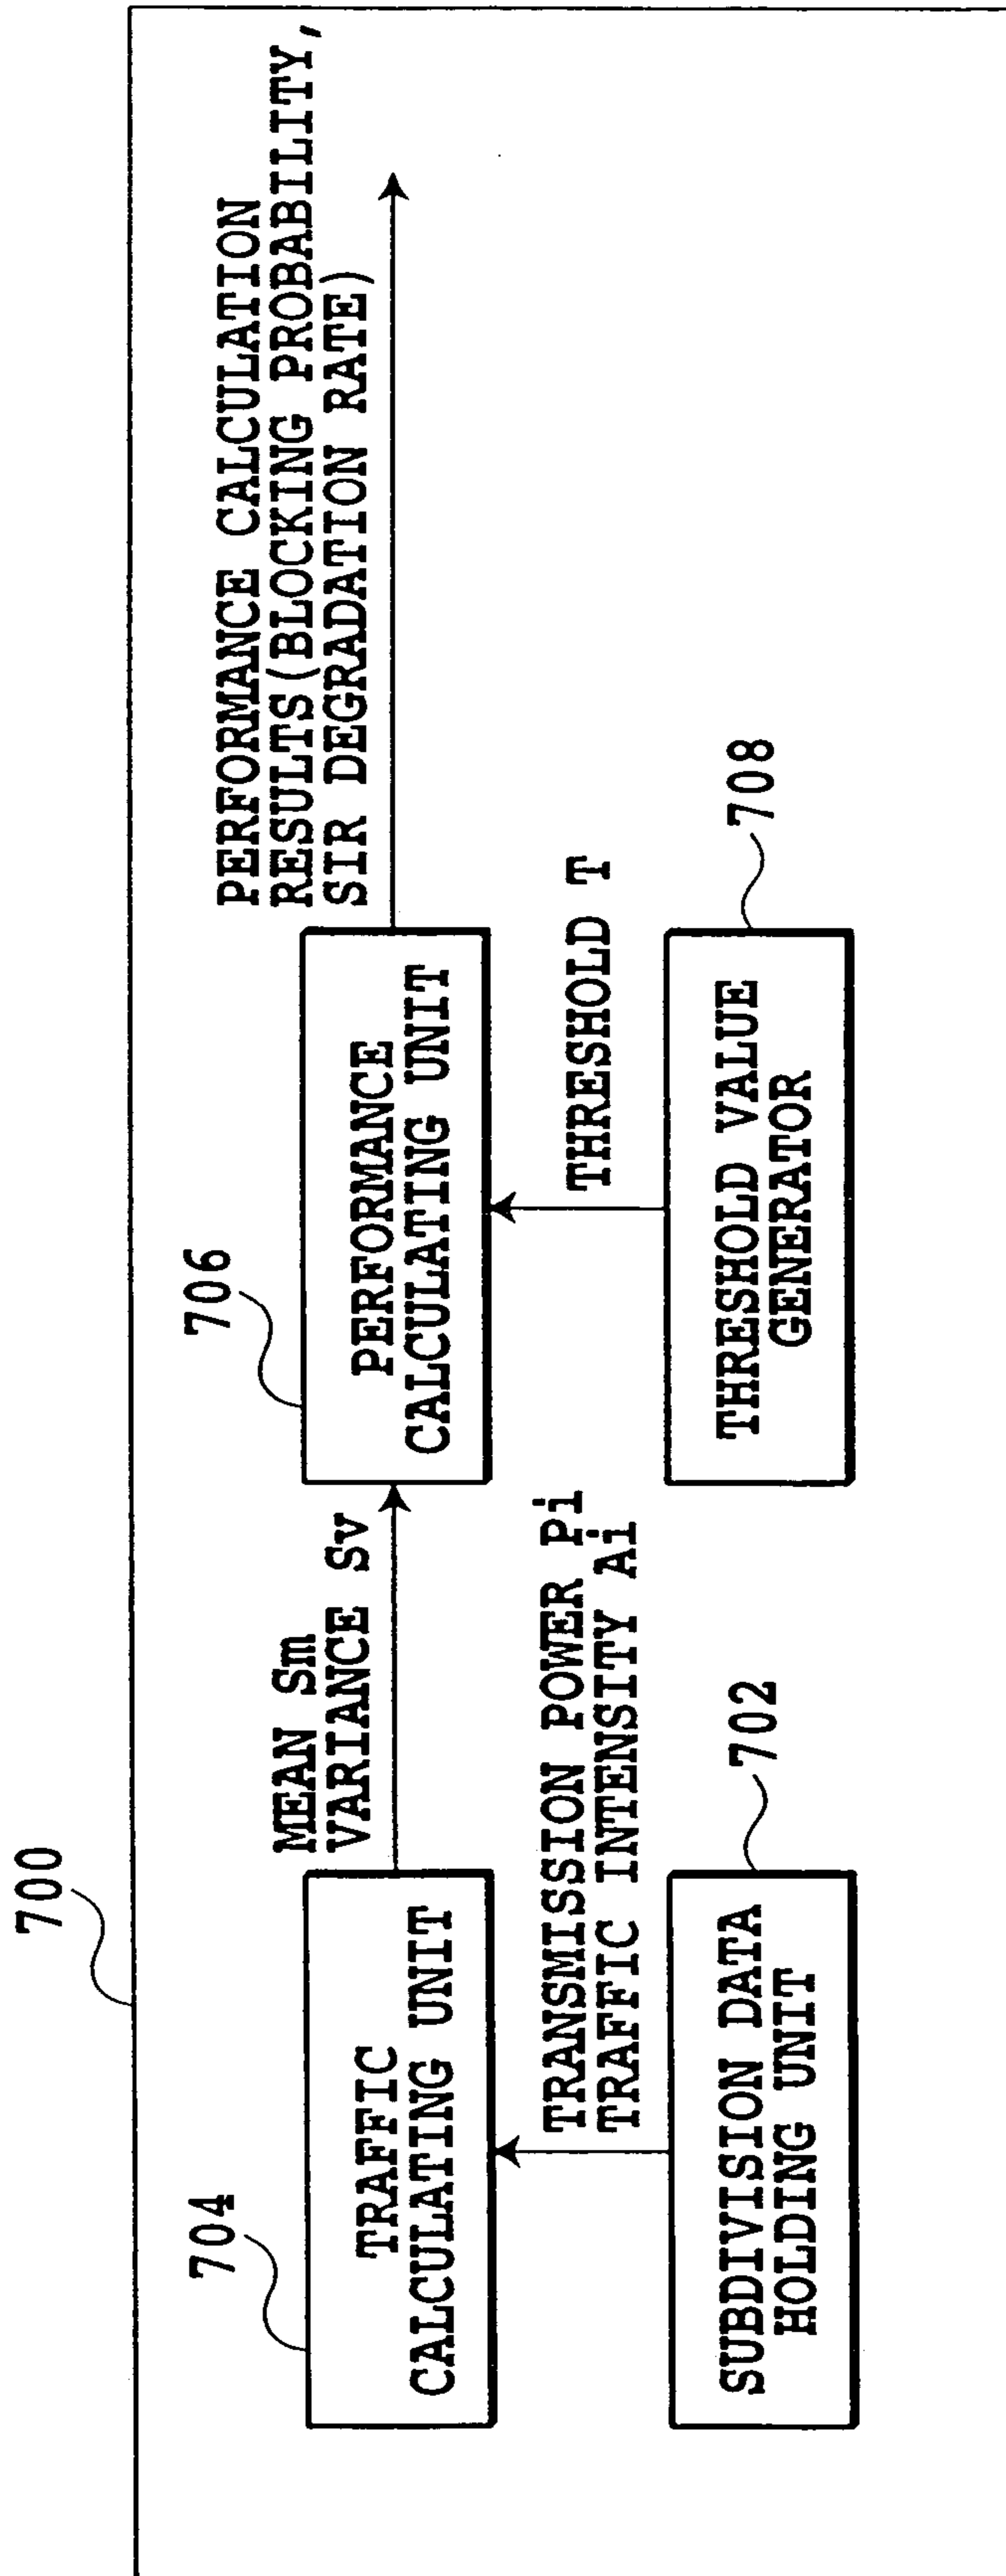 700
704
TRAFFIC
CALCULATING UNIT
MEAN Sm
VARIANCE Sv
706
PERFORMANCE
CALCULATING UNIT
PERFORMANCE CALCULATION
RESULTS(BLOCKING PROBABILITY,
SIR DEGRADATION RATE)
TRANSMISSION POWER Pi
TRAFFIC INTENSITY Ai
THRESHOLD T
702
SUBDIVISION DATA
HOLDING UNIT
708
THRESHOLD VALUE
GENERATOR